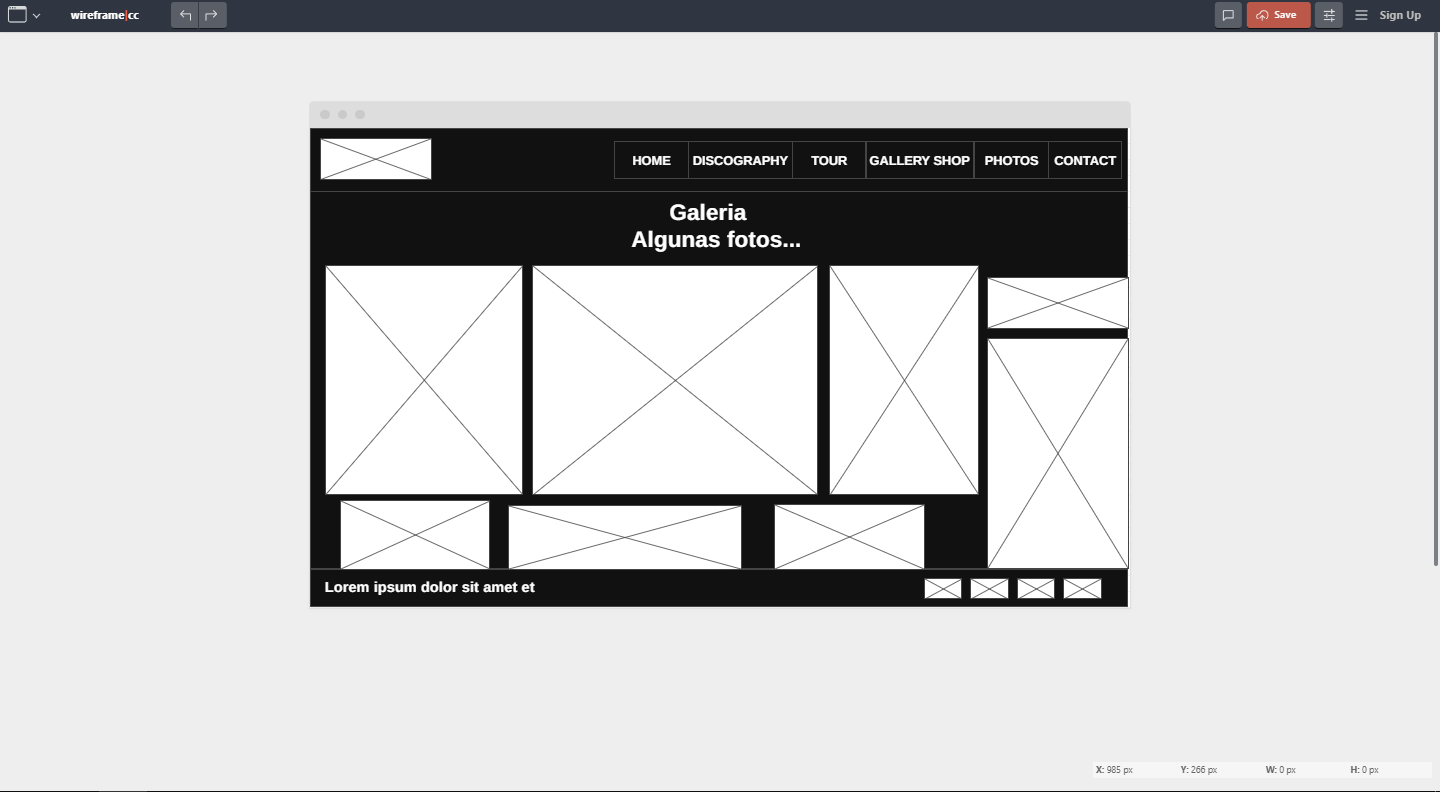 wireframe|cc
Save
Sign Up
HOME DISCOGRAPHY TOUR GALLERY SHOP PHOTOS CONTACT
Galeria
Algunas fotos...
Lorem ipsum dolor sit amet et
X: 985 px Y: 266 px W: 0 px H: 0 px